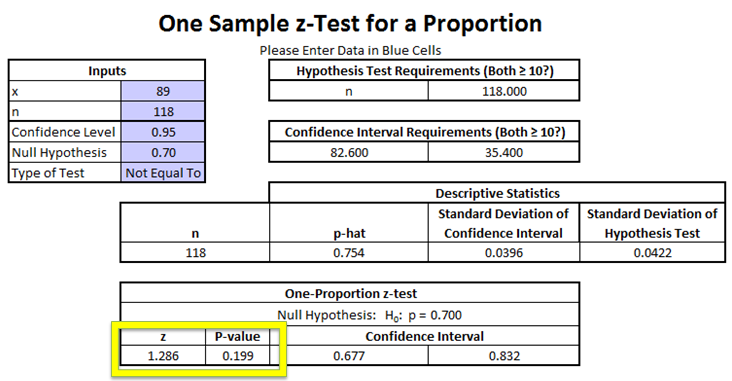 One Sample z-Test for a Proportion
Please Enter Data in Blue Cells
Inputs
x 89
n 118
Confidence Level 0.95
Null Hypothesis 0.70
Type of Test Not Equal To
Hypothesis Test Requirements (Both ≥ 10?)
n 118.000
Confidence Interval Requirements (Both ≥ 10?)
82.600 35.400
Descriptive Statistics
n p-hat Standard Deviation of Confidence Interval Standard Deviation of Hypothesis Test
118 0.754 0.0396 0.0422
One-Proportion z-test
Null Hypothesis: H₀: p = 0.700
z P-value Confidence Interval
1.286 0.199 0.677 0.832